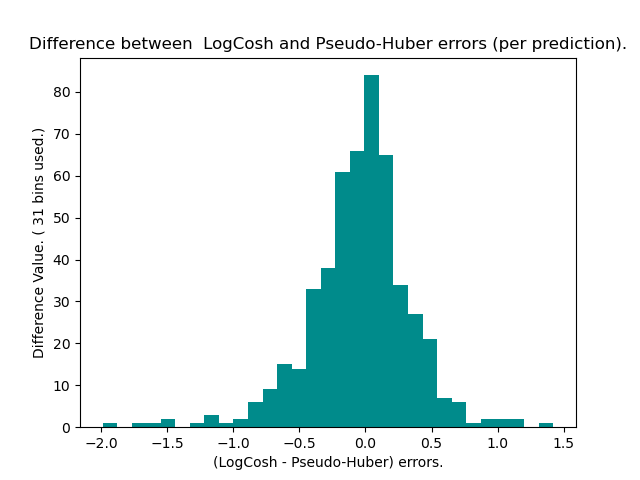 Difference between  LogCosh and Pseudo-Huber errors (per prediction).
80
70
60
50
40
30
20
10
0
Difference Value. ( 31 bins used.)
−2.0 −1.5 −1.0 −0.5 0.0 0.5 1.0 1.5
(LogCosh - Pseudo-Huber) errors.